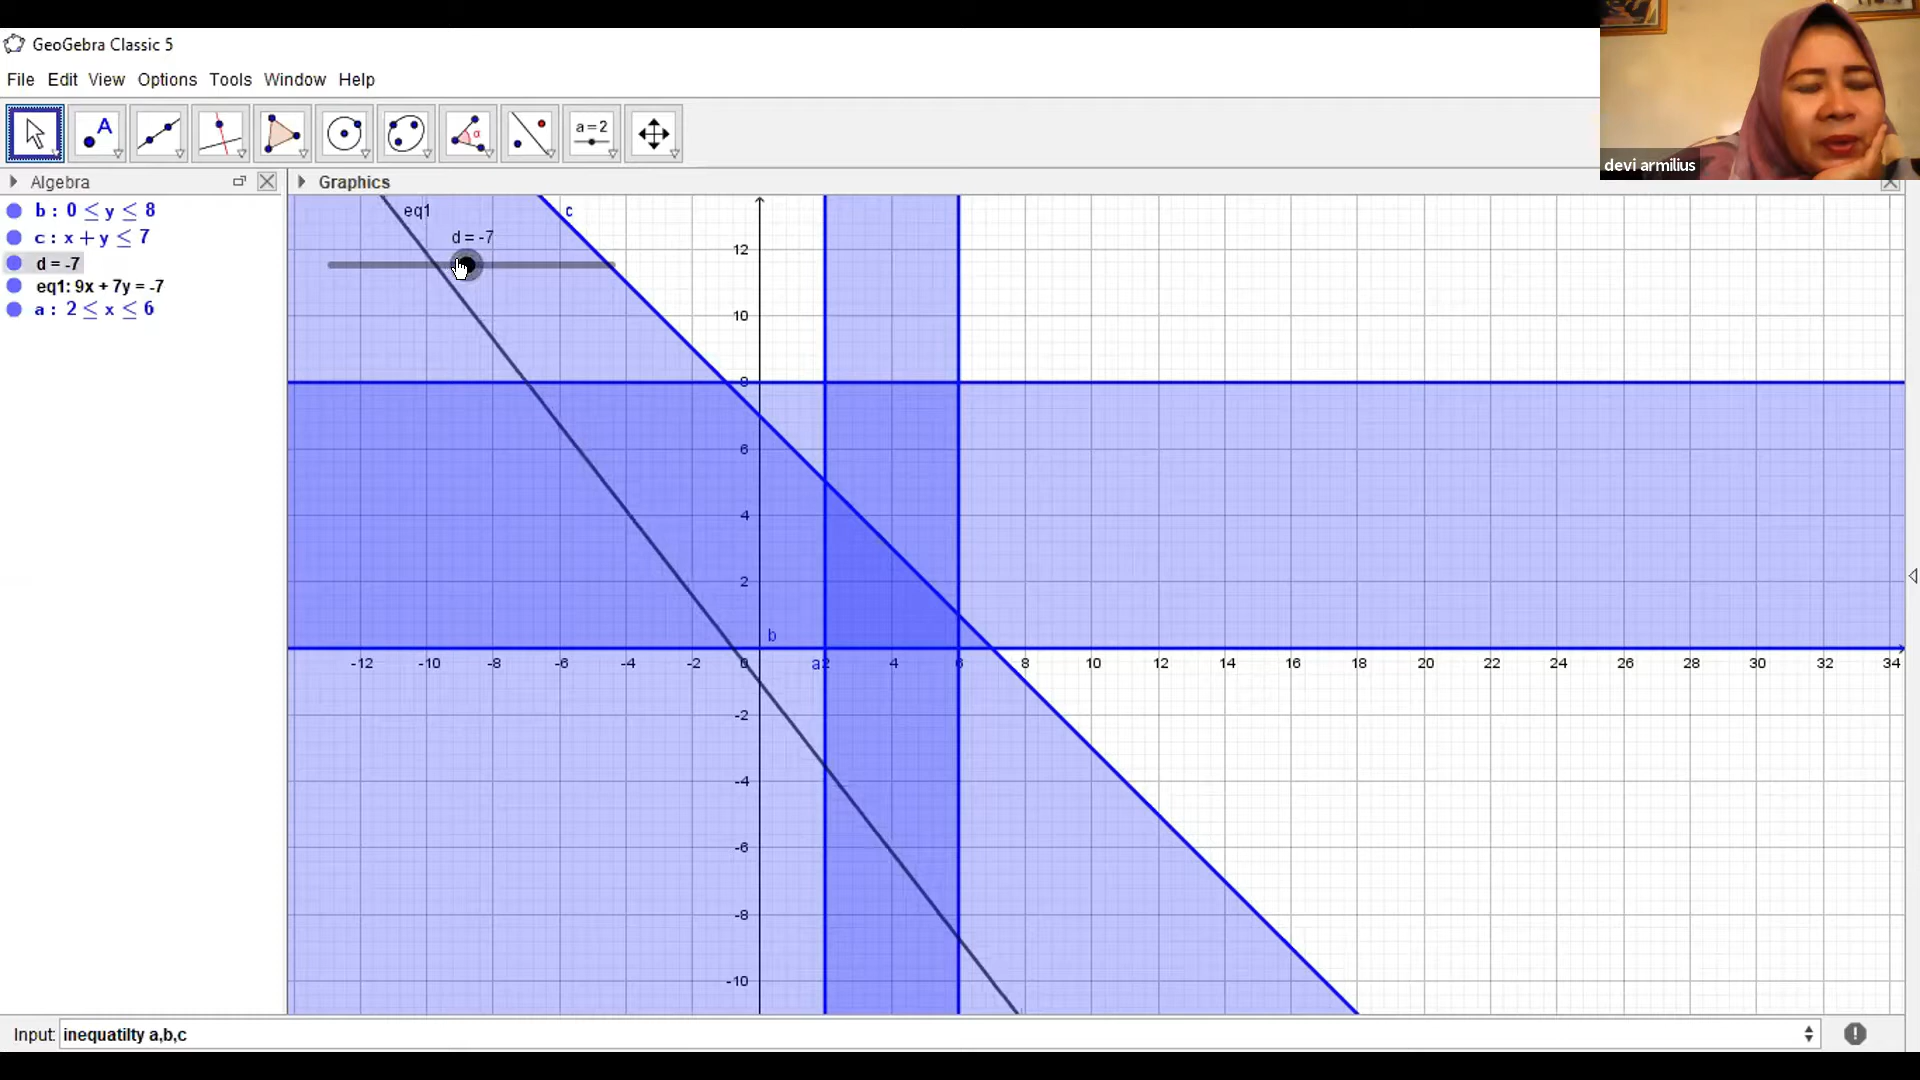 GeoGebra Classic 5
File Edit View Options Tools Window Help
A
α
a=2
devi armilius
Algebra
Graphics
b : 0 ≤ y ≤ 8
c : x + y ≤ 7
d = -7
eq1: 9x + 7y = -7
a : 2 ≤ x ≤ 6
eq1
c
d = -7
12
10
8
6
4
2
b
-12 -10 -8 -6 -4 -2 0 a 2 4 6 8 10 12 14 16 18 20 22 24 26 28 30 32 34
-2
-4
-6
-8
-10
Input: inequatilty a,b,c